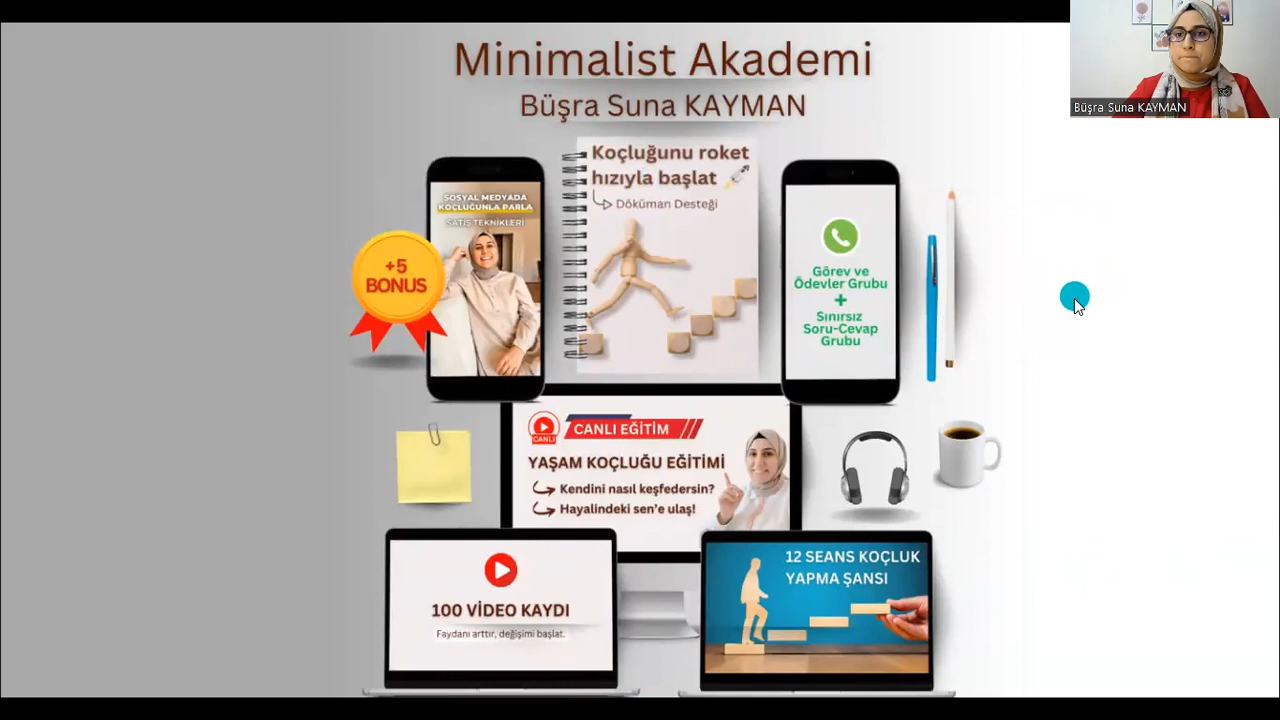 Minimalist Akademi
Büşra Suna KAYMAN
Büşra Suna KAYMAN
Koçluğunu roket
hızıyla başlat
Döküman Desteği
SOSYAL MEDYADA
KOÇLUĞUNLA PARLA
SATIŞ TEKNİKLERİ
+5
BONUS
Görev ve
Ödevler Grubu
+
Sınırsız
Soru-Cevap
Grubu
CANLI
CANLI EĞİTİM
YAŞAM KOÇLUĞU EĞİTİMİ
Kendini nasıl keşfedersin?
Hayalindeki sen'e ulaş!
100 VİDEO KAYDI
Faydanı arttır, değişimi başlat.
12 SEANS KOÇLUK
YAPMA ŞANSI